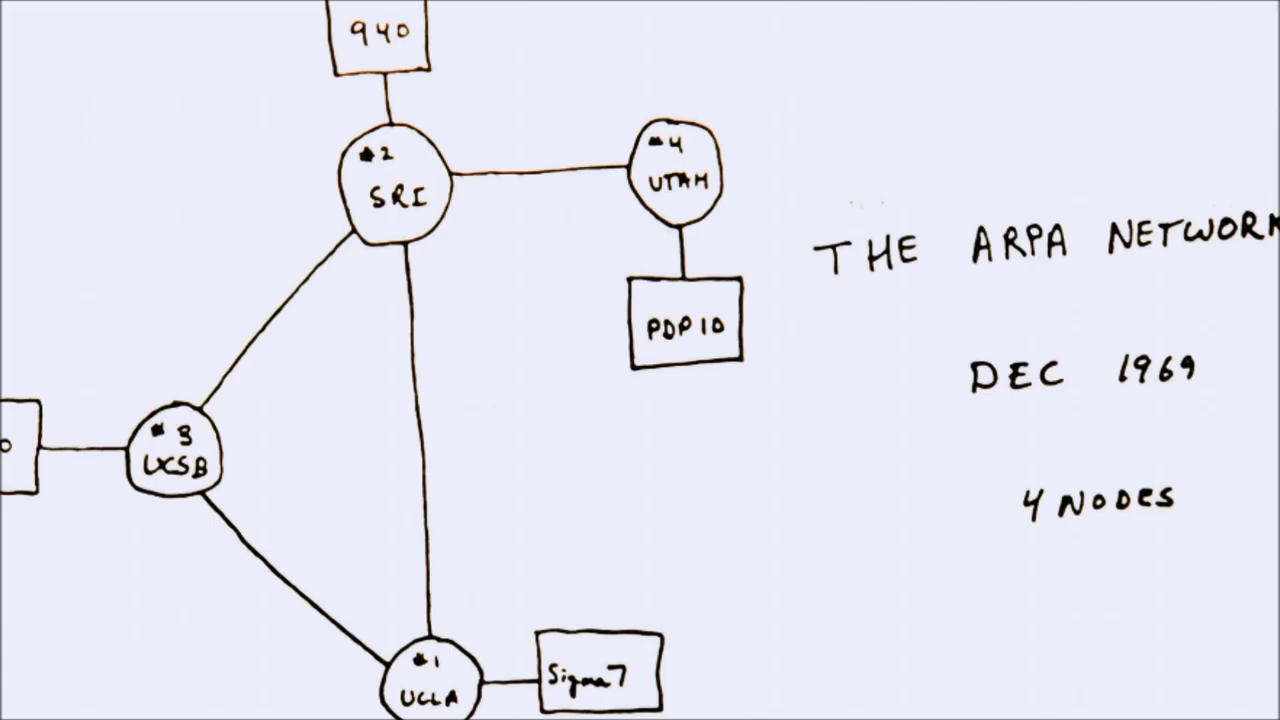 940
#2
SRI
#4
UTAH
PDP10
THE ARPA NETWORK
DEC 1969
4 NODES
#3
UCSB
#1
UCLA
Sigma7